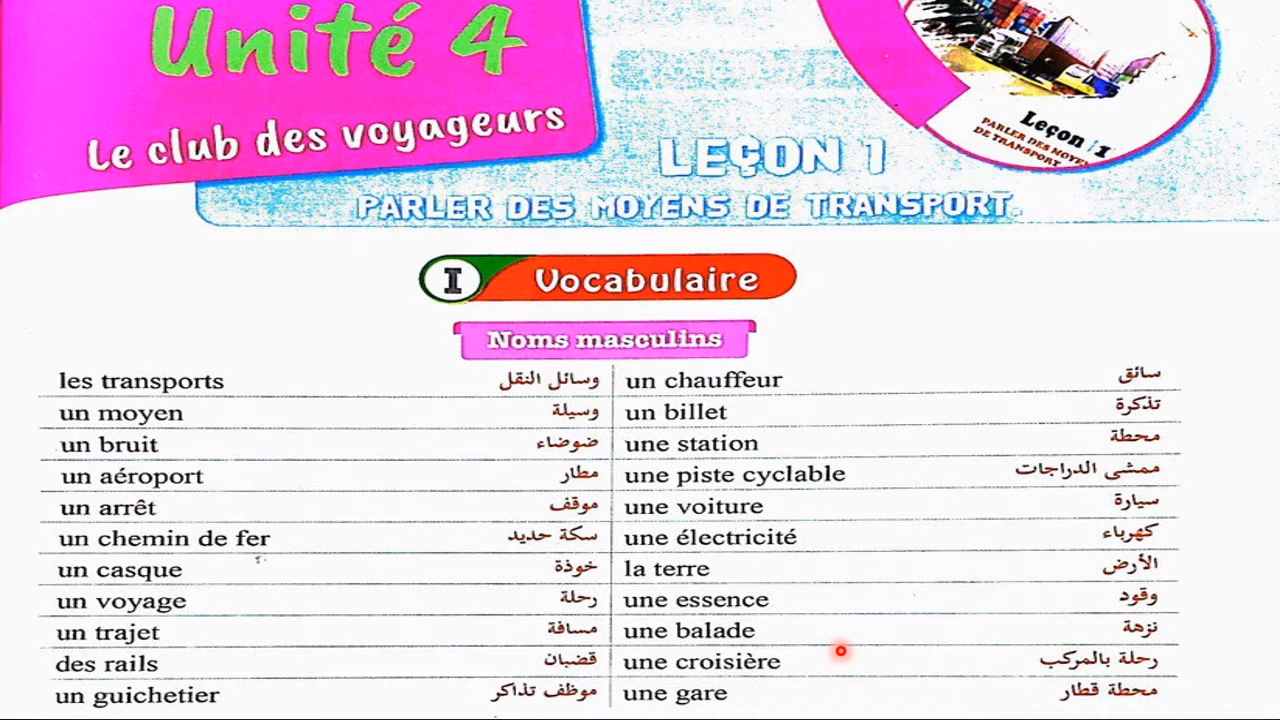 Unité 4
Le club des voyageurs
Leçon 1
PARLER DES MOYENS
DE TRANSPORT
LEÇON 1
PARLER DES MOYENS DE TRANSPORT
I Vocabulaire
Noms masculins
les transports وسائل النقل
un moyen وسيلة
un bruit ضوضاء
un aéroport مطار
un arrêt موقف
un chemin de fer سكة حديد
un casque خوذة
un voyage رحلة
un trajet مسافة
des rails قضبان
un guichetier موظف تذاكر
un chauffeur سائق
un billet تذكرة
une station محطة
une piste cyclable ممشى الدراجات
une voiture سيارة
une électricité كهرباء
la terre الأرض
une essence وقود
une balade نزهة
une croisière رحلة بالمركب
une gare محطة قطار